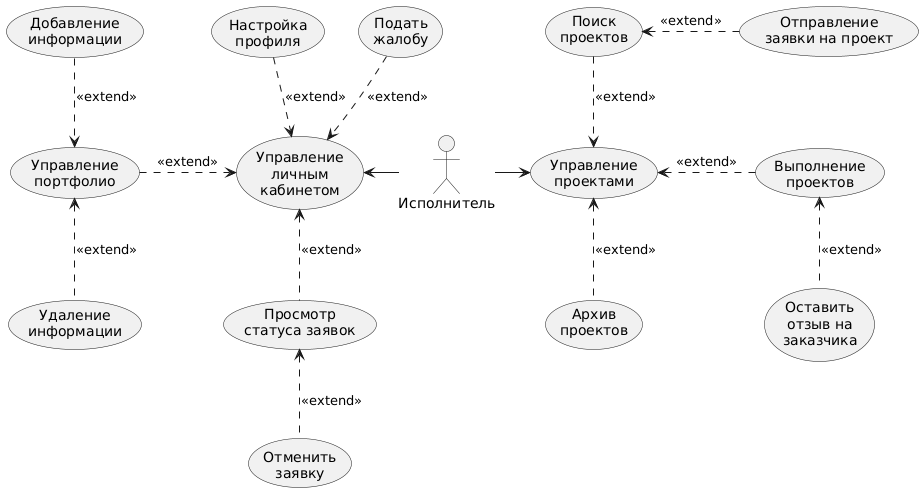 Добавление
информации
Настройка
профиля
Подать
жалобу
Поиск
проектов
«extend»
Отправление
заявки на проект
«extend»
«extend»
«extend»
«extend»
Управление
портфолио
«extend»
Управление
личным
кабинетом
Исполнитель
Управление
проектами
«extend»
Выполнение
проектов
«extend»
«extend»
«extend»
«extend»
Удаление
информации
Просмотр
статуса заявок
Архив
проектов
Оставить
отзыв на
заказчика
«extend»
Отменить
заявку